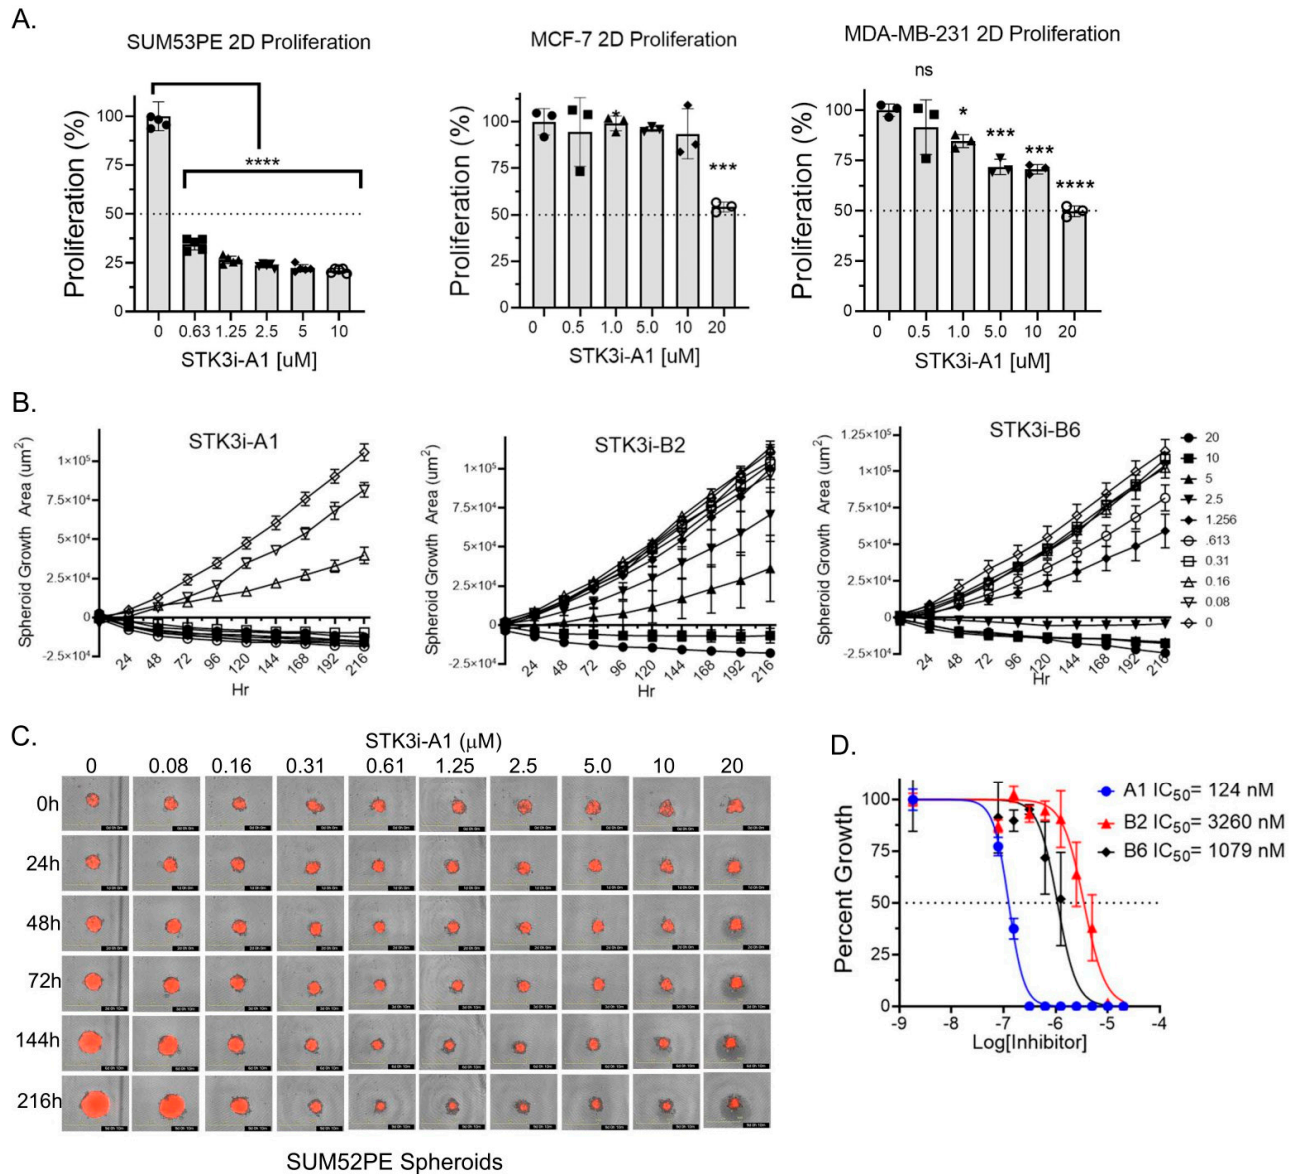 A.
SUM53PE 2D Proliferation
Proliferation (%)
100
75
50
25
0
****
0 0.63 1.25 2.5 5 10
STK3i-A1 [uM]
MCF-7 2D Proliferation
Proliferation (%)
100
75
50
25
0
*
***
0 0.5 1.0 5.0 10 20
STK3i-A1 [uM]
MDA-MB-231 2D Proliferation
Proliferation (%)
100
75
50
25
0
ns
*
***
***
****
0 0.5 1.0 5.0 10 20
STK3i-A1 [uM]
B.
STK3i-A1
Spheroid Growth Area (um²)
1×10⁵
7.5×10⁴
5×10⁴
2.5×10⁴
0
-2.5×10⁴
24 48 72 96 120 144 168 192 216
Hr
STK3i-B2
Spheroid Growth Area (um²)
1×10⁵
7.5×10⁴
5×10⁴
2.5×10⁴
0
-2.5×10⁴
24 48 72 96 120 144 168 192 216
Hr
STK3i-B6
Spheroid Growth Area (um²)
1.25×10⁵
1×10⁵
7.5×10⁴
5×10⁴
2.5×10⁴
0
-2.5×10⁴
24 48 72 96 120 144 168 192 216
Hr
20
10
5
2.5
1.256
.613
0.31
0.16
0.08
0
C.
STK3i-A1 (μM)
0 0.08 0.16 0.31 0.61 1.25 2.5 5.0 10 20
0h
24h
48h
72h
144h
216h
SUM52PE Spheroids
D.
Percent Growth
100
75
50
25
0
-9 -8 -7 -6 -5 -4
Log[Inhibitor]
A1 IC₅₀= 124 nM
B2 IC₅₀= 3260 nM
B6 IC₅₀= 1079 nM